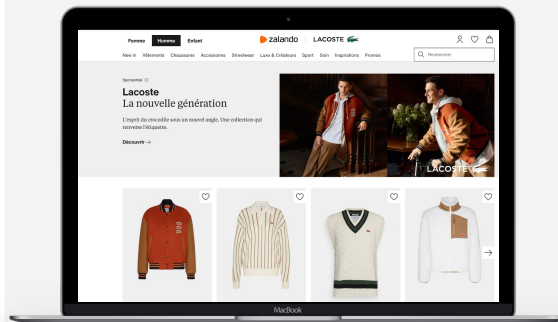 Femme Homme Enfant
zalando LACOSTE
New in Vêtements Chaussures Accessoires Streetwear Luxe & Créateurs Sport Soin Inspirations Promos
Rechercher
Sponsorisé
Lacoste
La nouvelle génération
L'esprit du crocodile sous un nouvel angle. Une collection qui
renverse l'étiquette.
Découvrir →
LACOSTE
MacBook